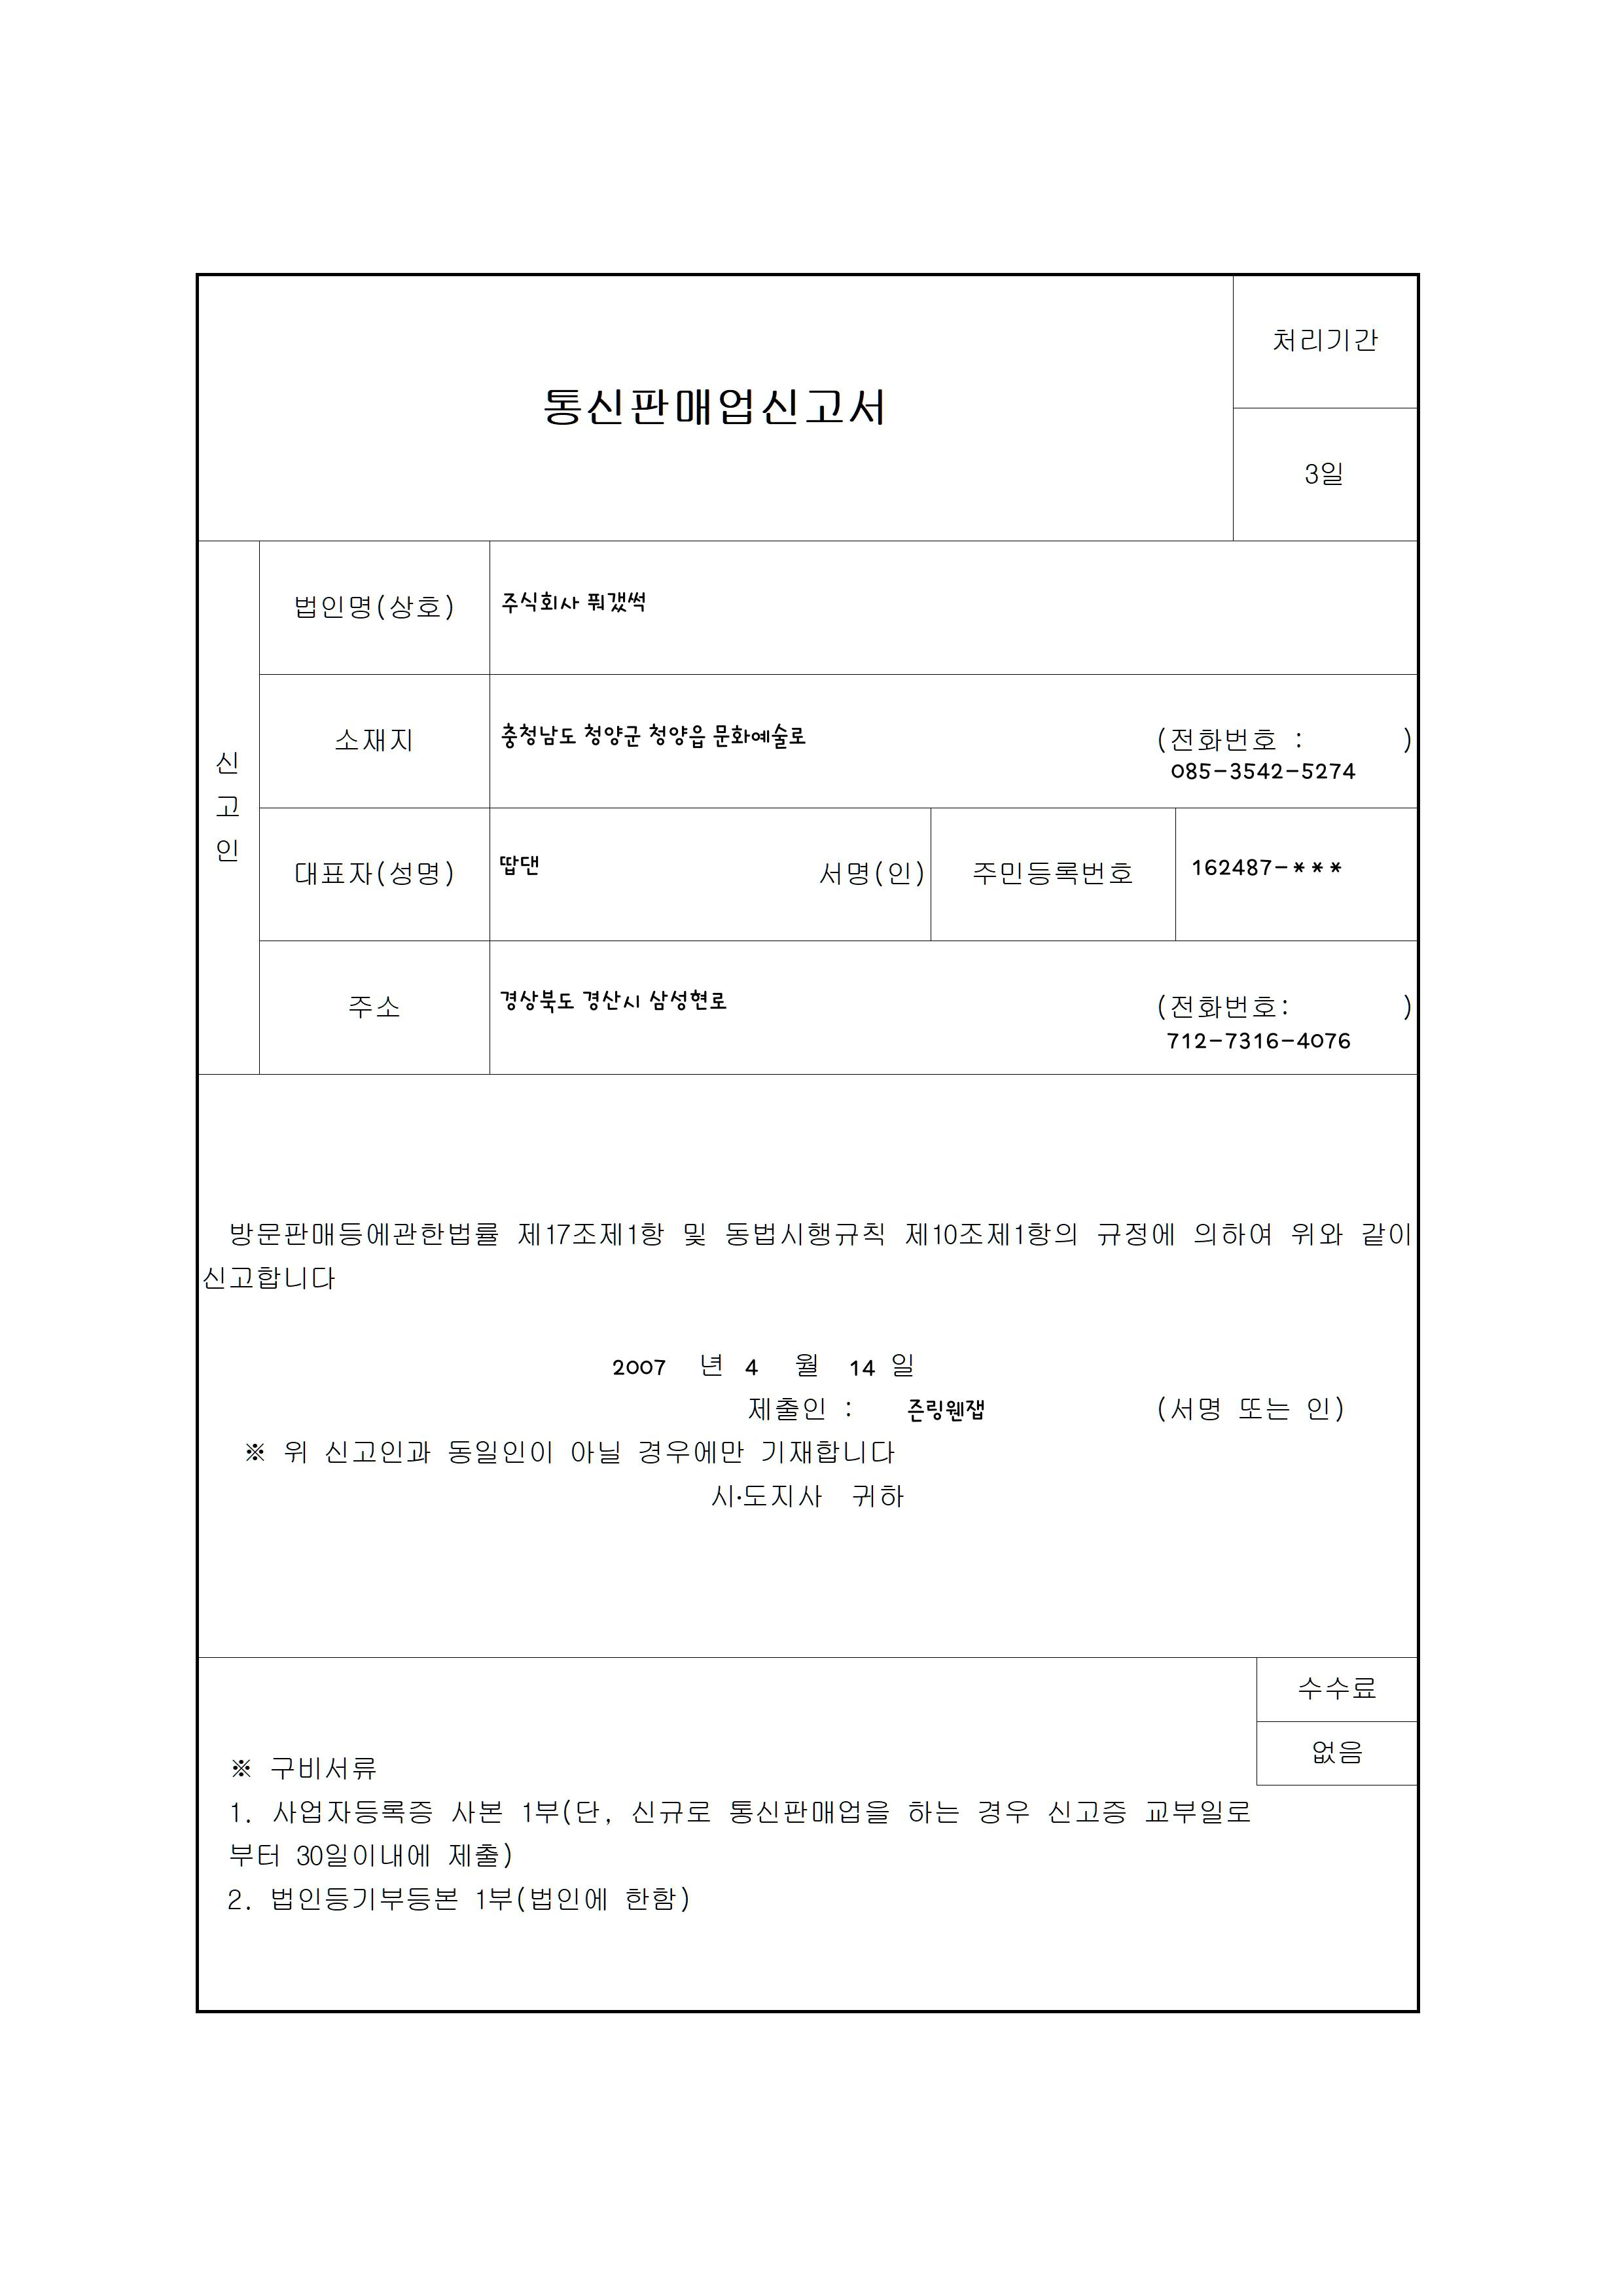 통신판매업신고서
처리기간
3일
신고인
법인명(상호) 주식회사 풔갰썩
소재지 충청남도 청양군 청양읍 문화예술로 (전화번호 : )
085-3542-5274
대표자(성명) 땁댄 서명(인) 주민등록번호 162487-***
주소 경상북도 경산시 삼성현로 (전화번호: )
712-7316-4076
방문판매등에관한법률 제17조제1항 및 동법시행규칙 제10조제1항의 규정에 의하여 위와 같이
신고합니다
2007 년 4 월 14 일
제출인 : 즌링웬잽 (서명 또는 인)
※ 위 신고인과 동일인이 아닐 경우에만 기재합니다
시·도지사 귀하
수수료
없음
※ 구비서류
1. 사업자등록증 사본 1부(단, 신규로 통신판매업을 하는 경우 신고증 교부일로
부터 30일이내에 제출)
2. 법인등기부등본 1부(법인에 한함)